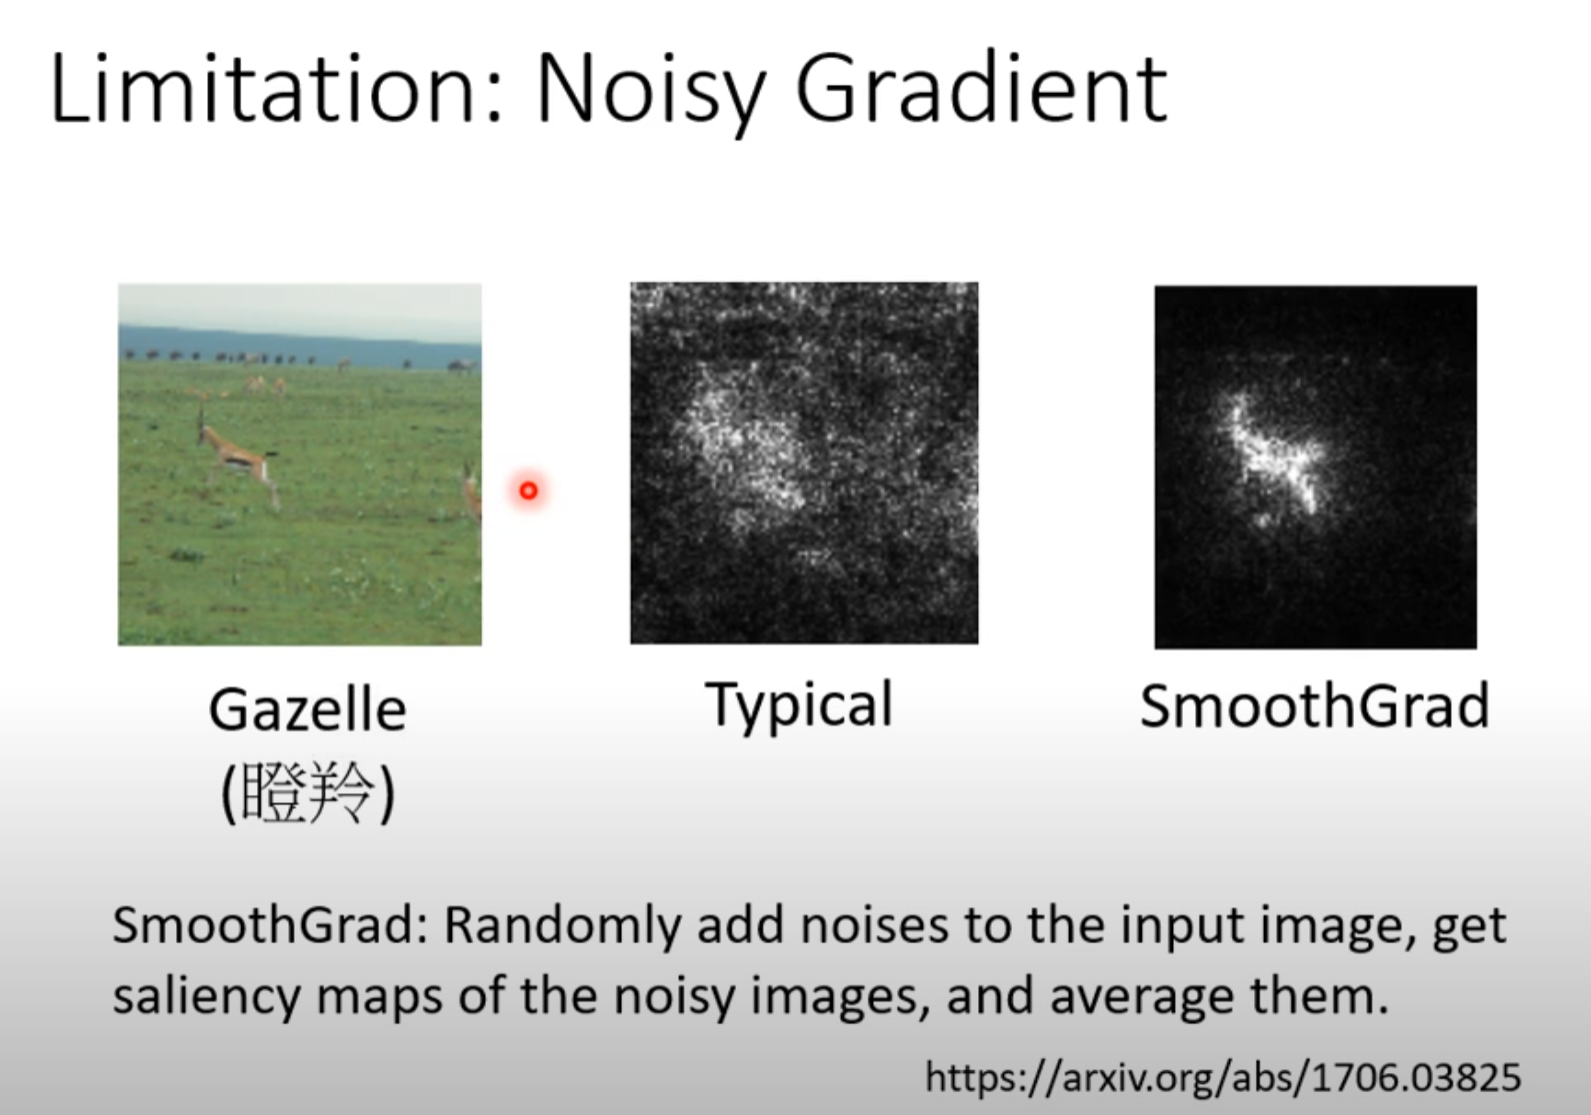 Limitation: Noisy Gradient
Gazelle
(瞪羚)
Typical
SmoothGrad
SmoothGrad: Randomly add noises to the input image, get
saliency maps of the noisy images, and average them.
https://arxiv.org/abs/1706.03825